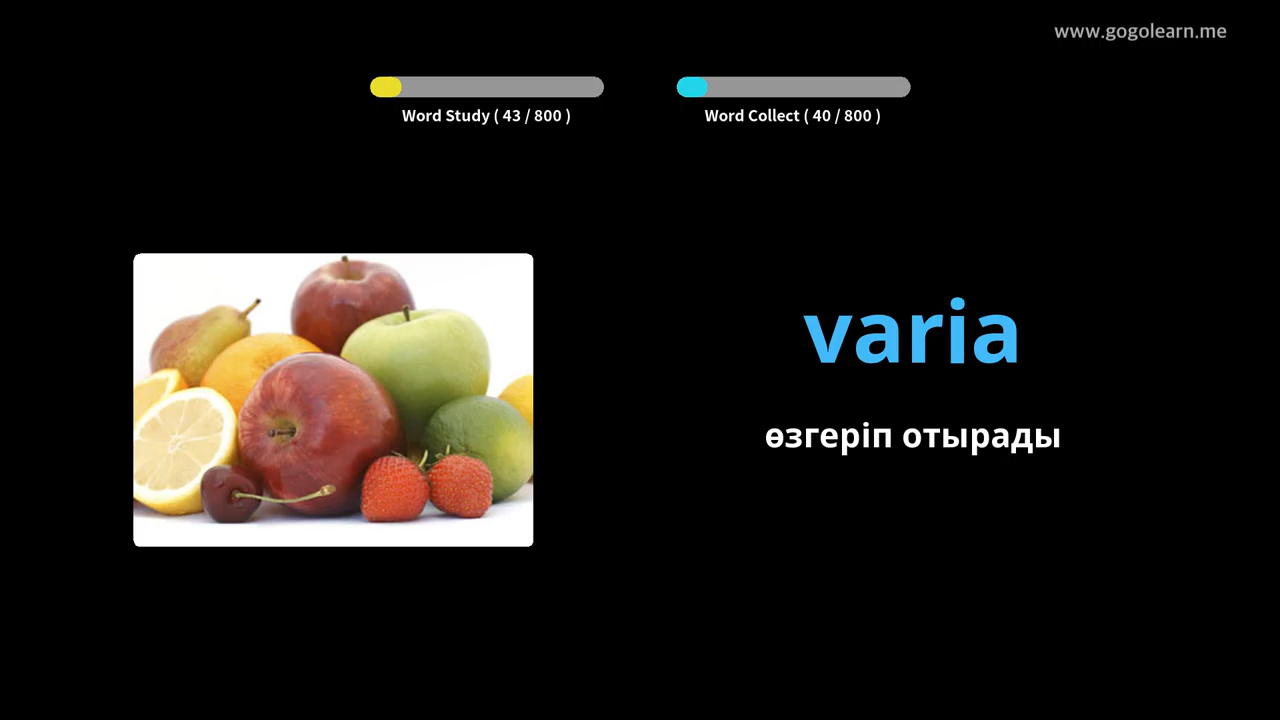 www.gogolearn.me
Word Study ( 43 / 800 )
Word Collect ( 40 / 800 )
varia
өзгеріп отырады